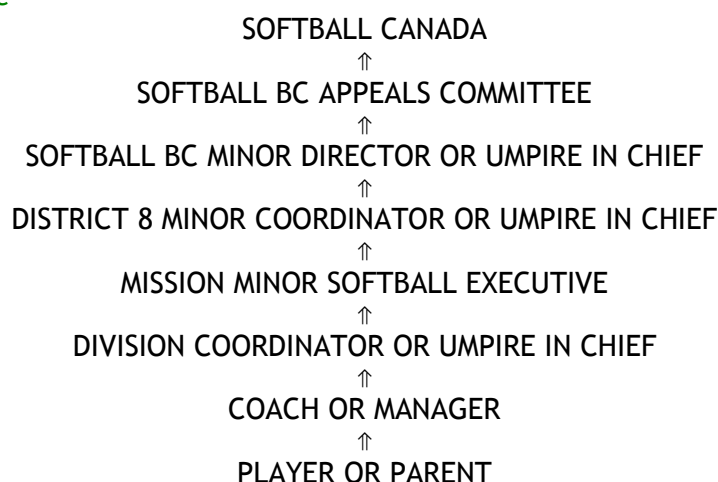 SOFTBALL CANADA
⇑
SOFTBALL BC APPEALS COMMITTEE
⇑
SOFTBALL BC MINOR DIRECTOR OR UMPIRE IN CHIEF
⇑
DISTRICT 8 MINOR COORDINATOR OR UMPIRE IN CHIEF
⇑
MISSION MINOR SOFTBALL EXECUTIVE
⇑
DIVISION COORDINATOR OR UMPIRE IN CHIEF
⇑
COACH OR MANAGER
⇑
PLAYER OR PARENT